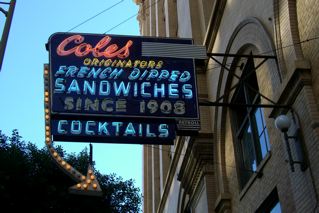 Coles
ORIGINATORS
FRENCH DIPPED
SANDWICHES
SINCE 1908
COCKTAILS